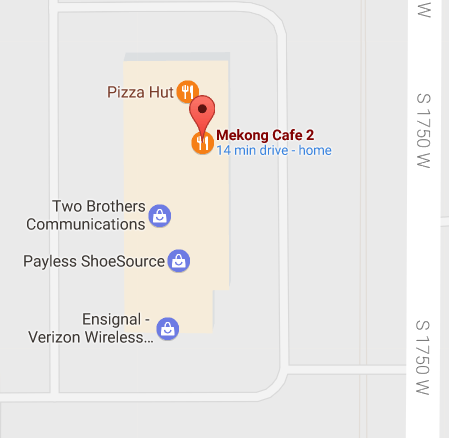 W
Pizza Hut
S 1750 W
Mekong Cafe 2
14 min drive - home
Two Brothers
Communications
Payless ShoeSource
Ensignal -
Verizon Wireless...
S 1750 W